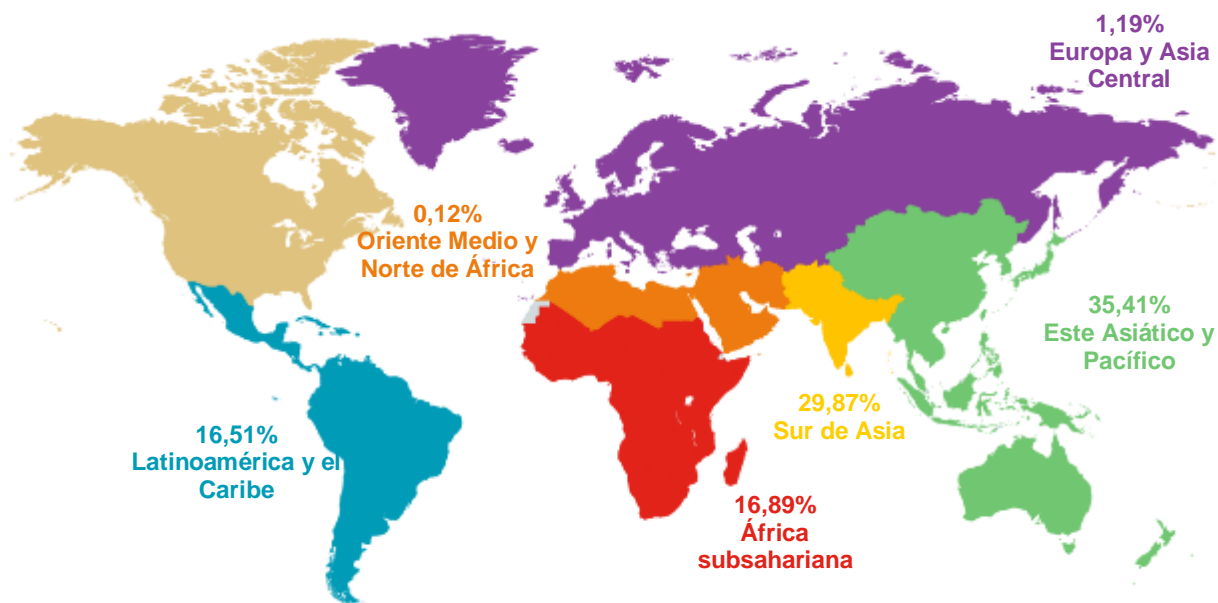 1,19%
Europa y Asia
Central
0,12%
Oriente Medio y
Norte de África
35,41%
Este Asiático y
Pacífico
29,87%
Sur de Asia
16,51%
Latinoamérica y el
Caribe
16,89%
África
subsahariana